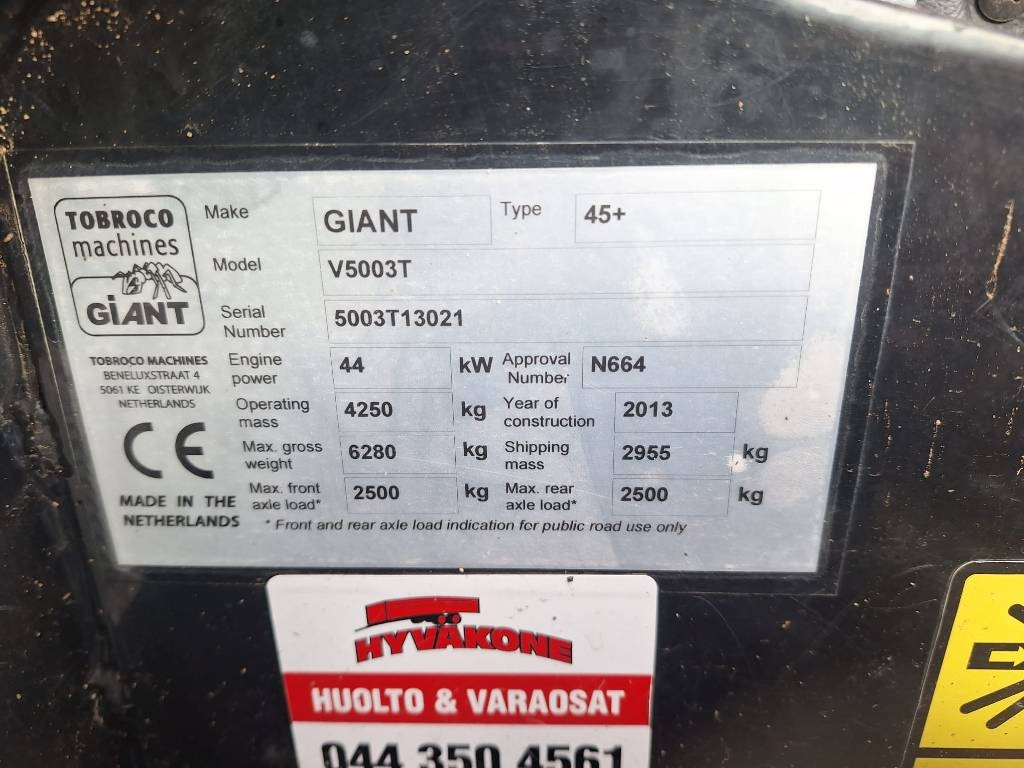 TOBROCO
machines
GiANT
Make GIANT Type 45+
Model V5003T
Serial Number 5003T13021
Engine power 44 kW Approval Number N664
Operating mass 4250 kg Year of construction 2013
Max. gross weight 6280 kg Shipping mass 2955 kg
Max. front axle load* 2500 kg Max. rear axle load* 2500 kg
* Front and rear axle load indication for public road use only
TOBROCO MACHINES
BENELUXSTRAAT 4
5061 KE OISTERWIJK
NETHERLANDS
CE
MADE IN THE
NETHERLANDS
HYVÄKONE
HUOLTO & VARAOSAT
044 350 4561